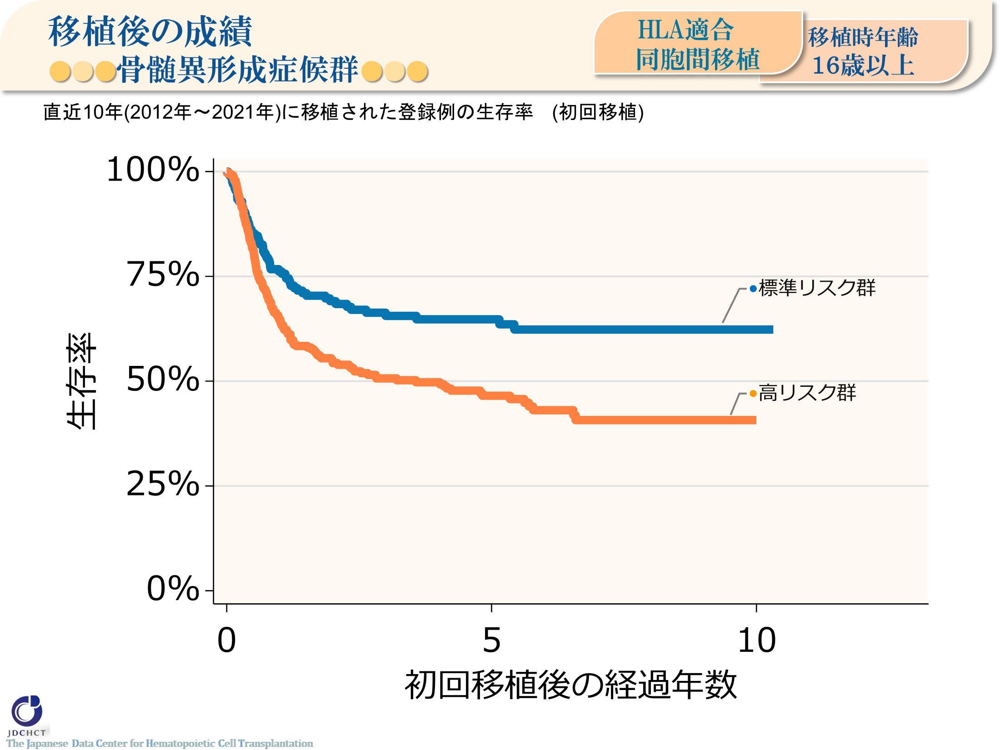 移植後の成績
骨髄異形成症候群
HLA適合
同胞間移植
移植時年齢
16歳以上
直近10年(2012年～2021年)に移植された登録例の生存率　(初回移植)
100%
75%
50%
25%
0%
生存率
標準リスク群
高リスク群
0
5
10
初回移植後の経過年数
JDCHCT
The Japanese Data Center for Hematopoietic Cell Transplantation